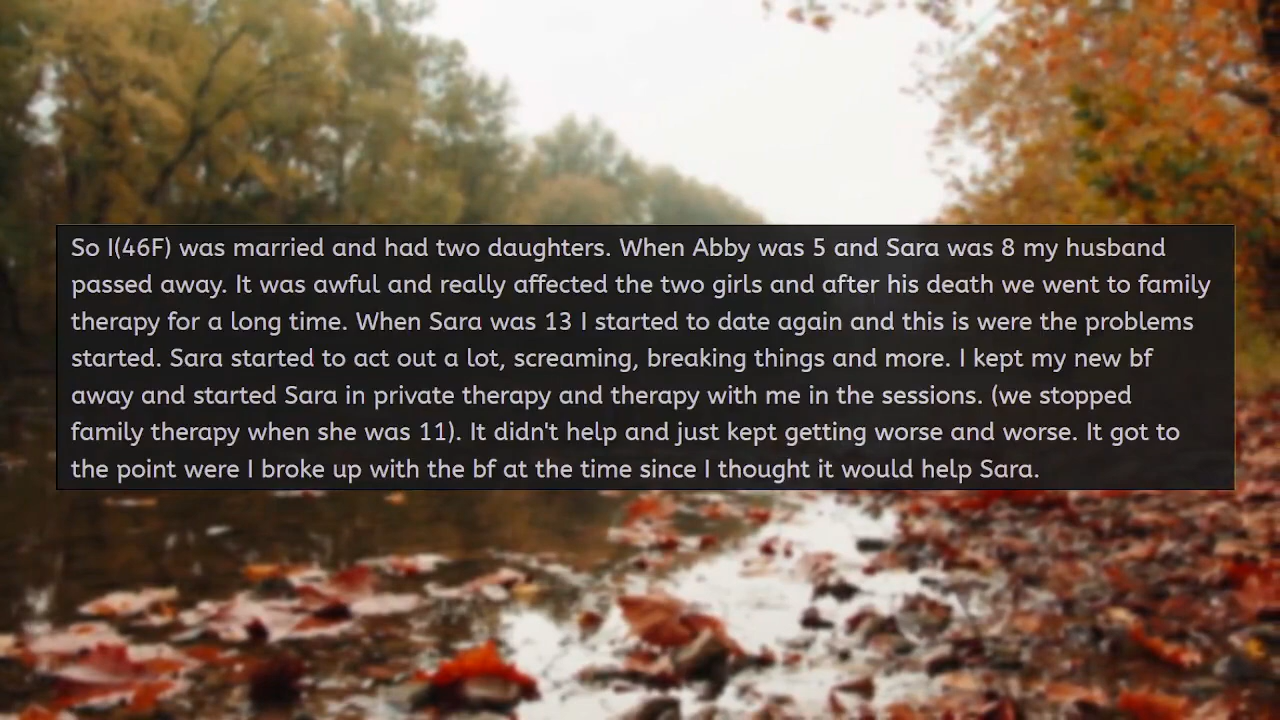 So I(46F) was married and had two daughters. When Abby was 5 and Sara was 8 my husband
passed away. It was awful and really affected the two girls and after his death we went to family
therapy for a long time. When Sara was 13 I started to date again and this is were the problems
started. Sara started to act out a lot, screaming, breaking things and more. I kept my new bf
away and started Sara in private therapy and therapy with me in the sessions. (we stopped
family therapy when she was 11). It didn't help and just kept getting worse and worse. It got to
the point were I broke up with the bf at the time since I thought it would help Sara.